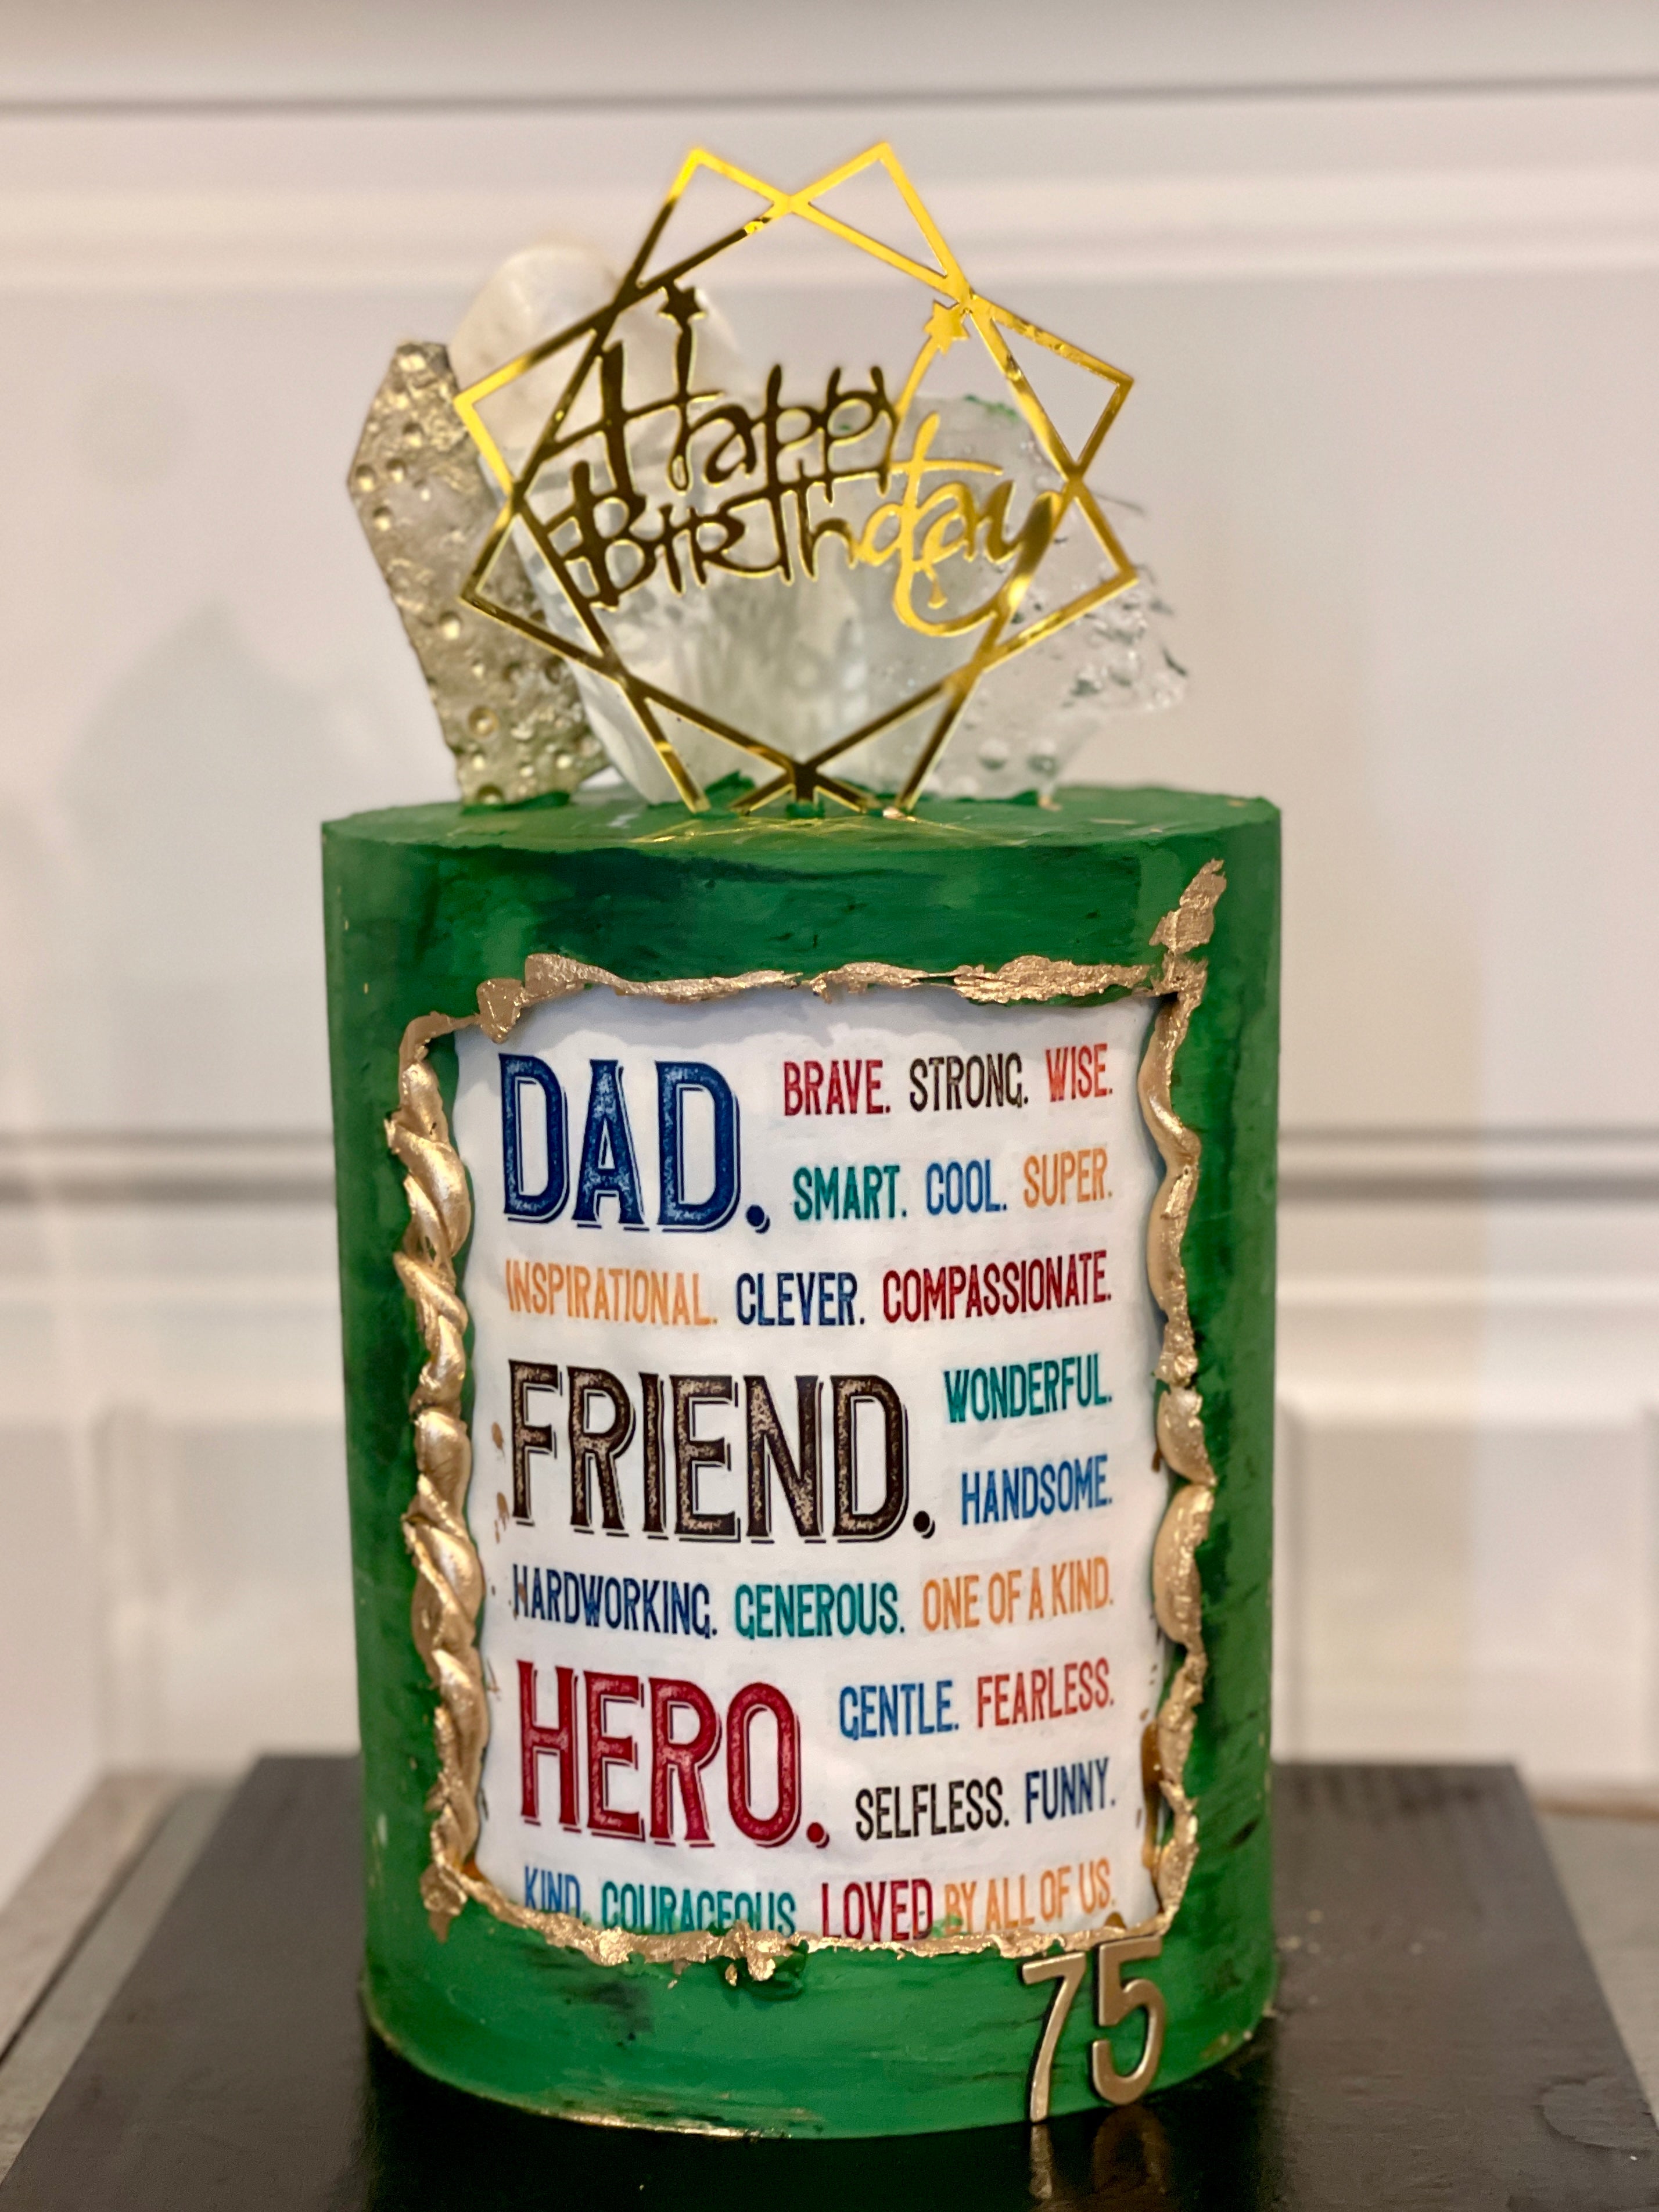 Happy
Birthday
DAD. BRAVE. STRONG. WISE.
SMART. COOL. SUPER.
INSPIRATIONAL. CLEVER. COMPASSIONATE.
FRIEND. WONDERFUL.
HANDSOME.
HARDWORKING. GENEROUS. ONE OF A KIND.
HERO. GENTLE. FEARLESS.
SELFLESS. FUNNY.
KIND. COURAGEOUS. LOVED BY ALL OF US.
75